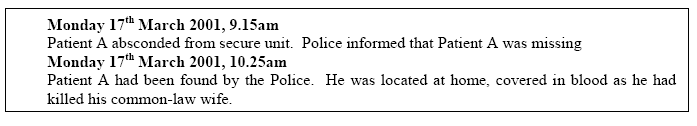 Monday 17th March 2001, 9.15am
Patient A absconded from secure unit.  Police informed that Patient A was missing
Monday 17th March 2001, 10.25am
Patient A had been found by the Police.  He was located at home, covered in blood as he had
killed his common-law wife.